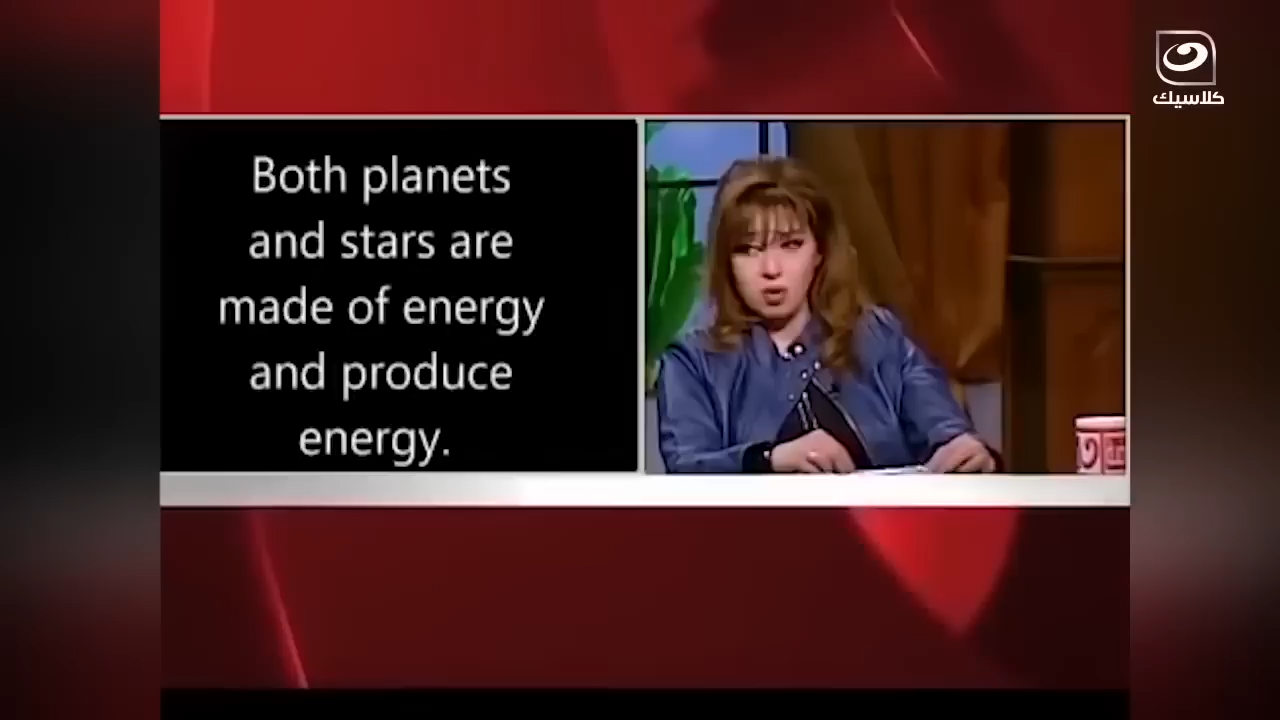 كلاسيك
Both planets
and stars are
made of energy
and produce
energy.